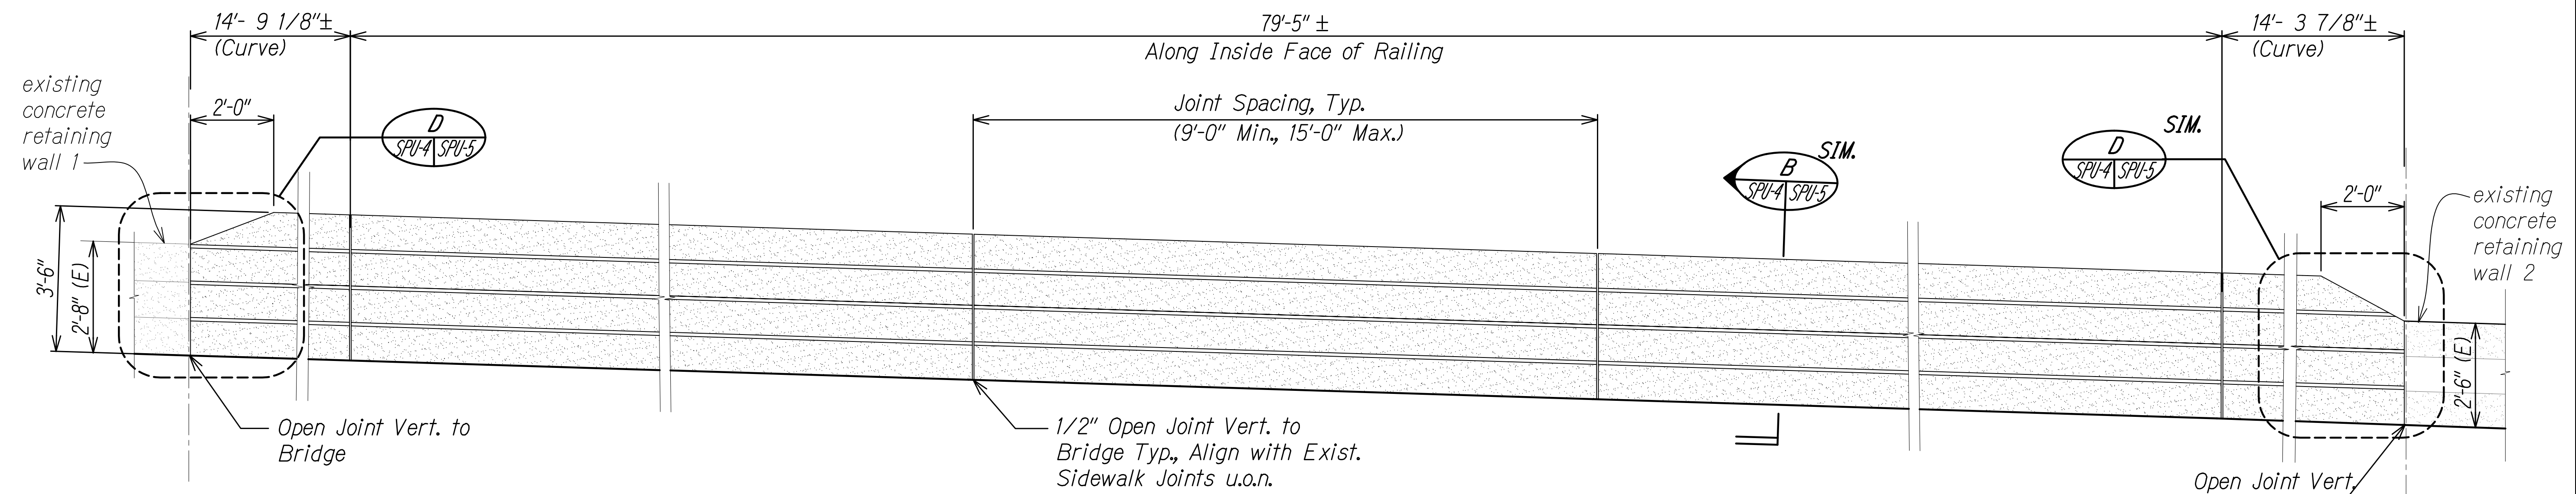 14'- 9 1/8"±
(Curve)
79'-5" ±
Along Inside Face of Railing
14'- 3 7/8"±
(Curve)
existing
concrete
retaining
wall 1
2'-0"
D
SPU-4 SPU-5
Joint Spacing, Typ.
(9'-0" Min., 15'-0" Max.)
SIM.
B
SPU-4 SPU-5
SIM.
D
SPU-4 SPU-5
2'-0"
existing
concrete
retaining
wall 2
3'-6"
2'-8" (E)
2'-6" (E)
Open Joint Vert. to
Bridge
1/2" Open Joint Vert. to
Bridge Typ., Align with Exist.
Sidewalk Joints u.o.n.
Open Joint Vert.